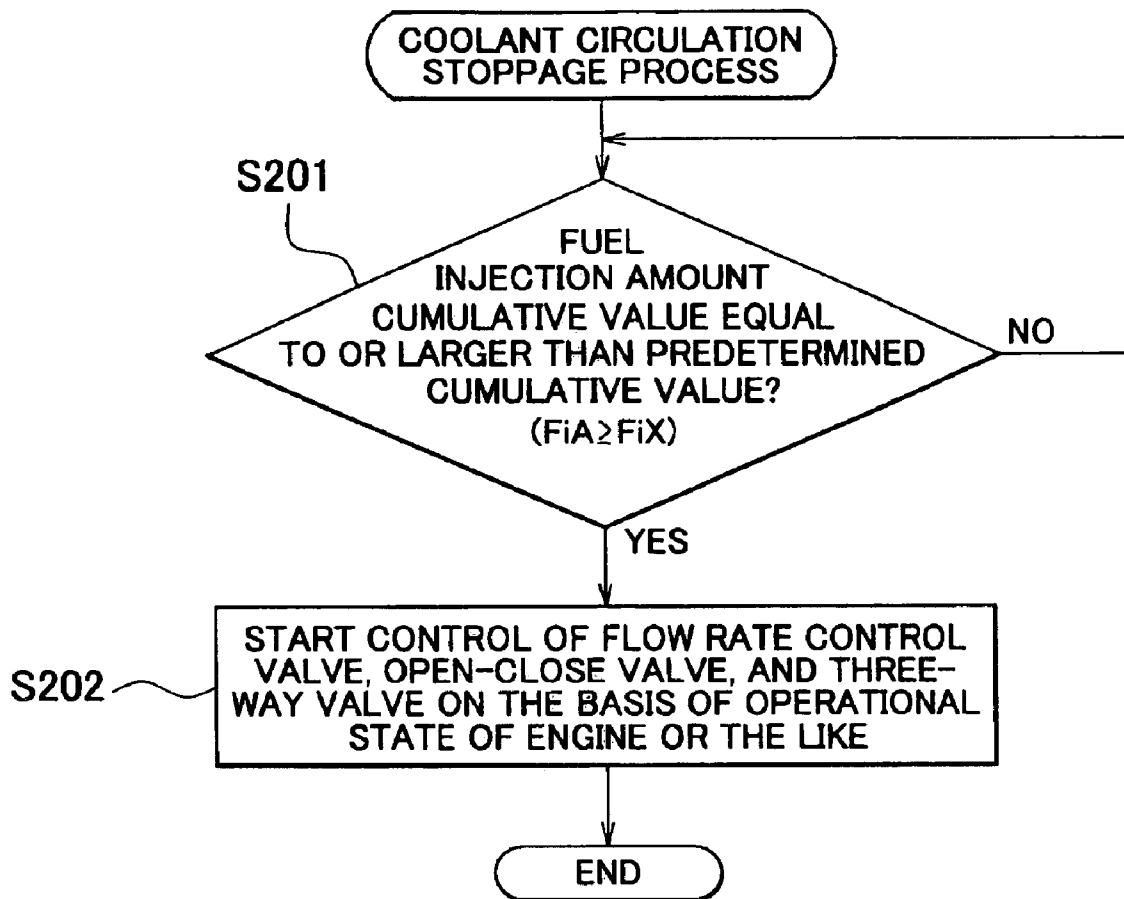 COOLANT CIRCULATION
STOPPAGE PROCESS
S201
FUEL
INJECTION AMOUNT
CUMULATIVE VALUE EQUAL
TO OR LARGER THAN PREDETERMINED
CUMULATIVE VALUE?
(FiA≧FiX)
NO
YES
S202
START CONTROL OF FLOW RATE CONTROL
VALVE, OPEN-CLOSE VALVE, AND THREE-
WAY VALVE ON THE BASIS OF OPERATIONAL
STATE OF ENGINE OR THE LIKE
END